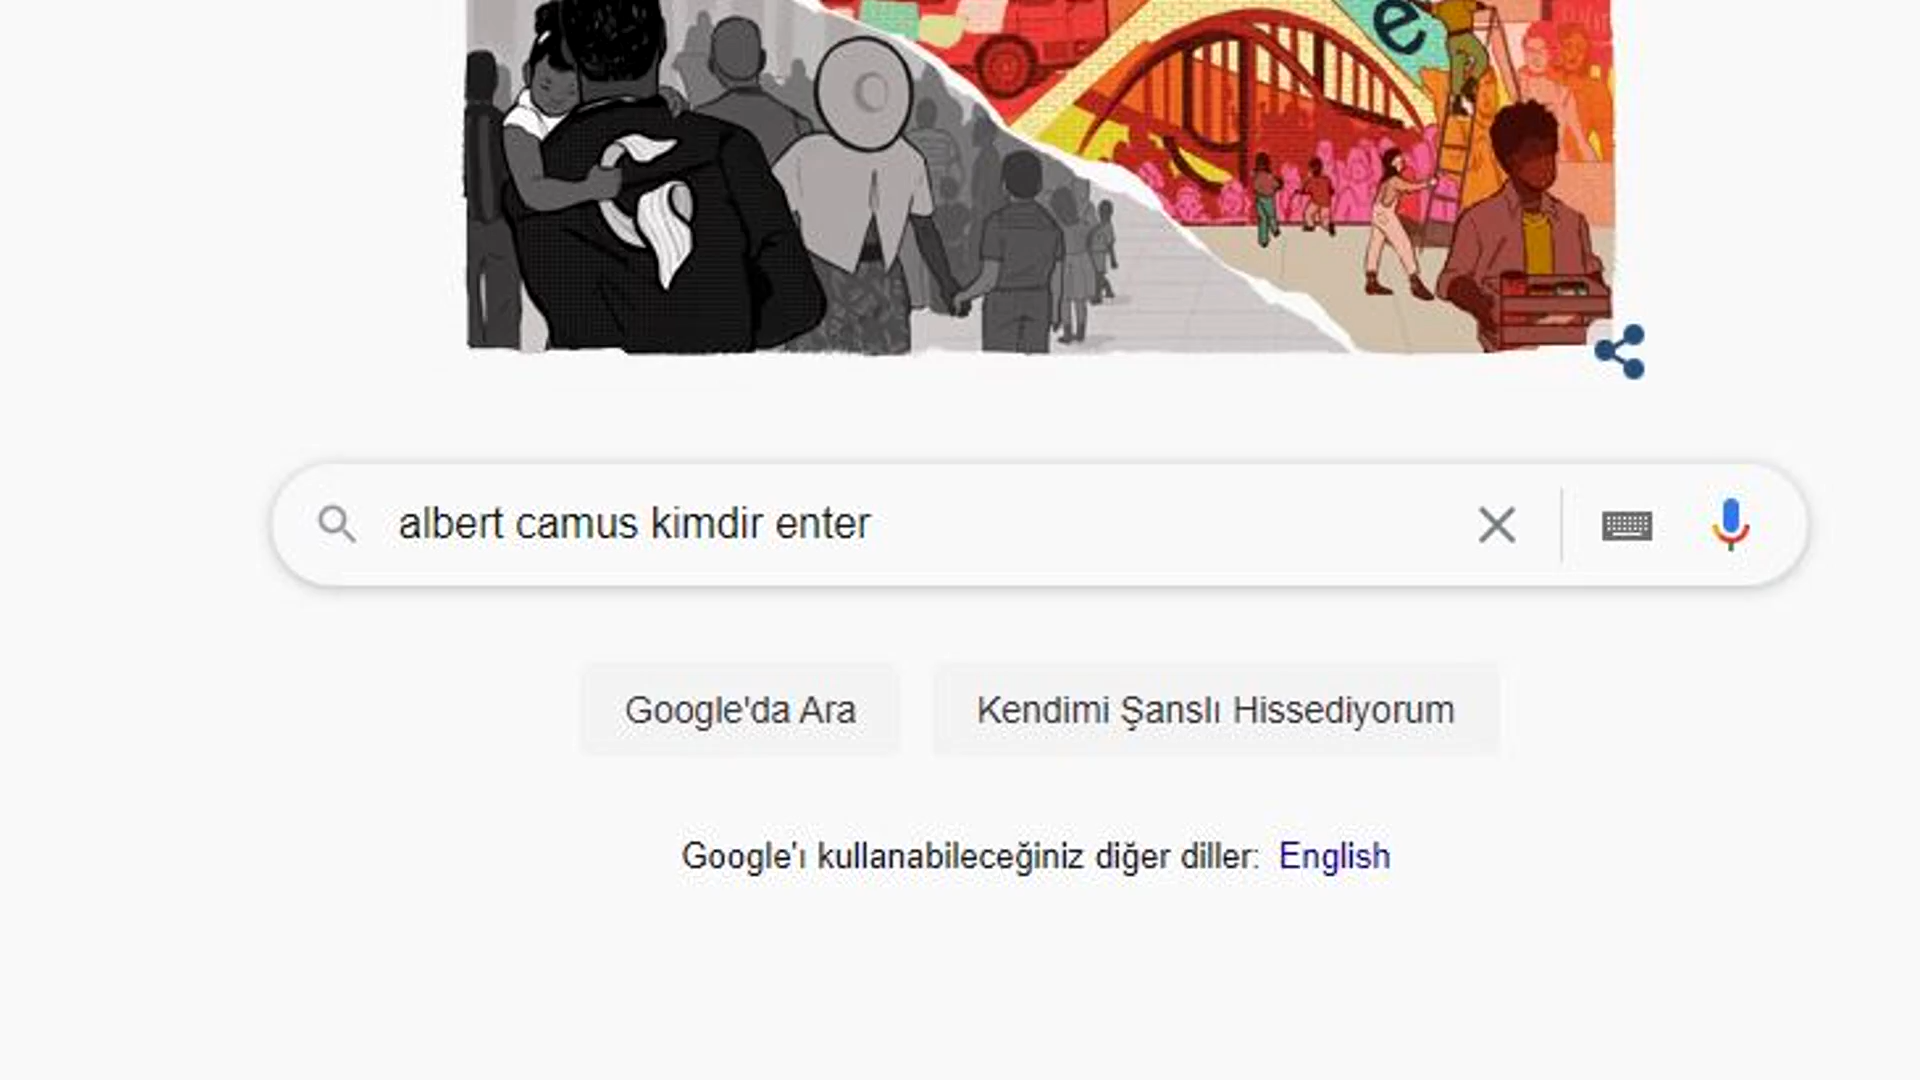 e
albert camus kimdir enter
Google'da Ara
Kendimi Şanslı Hissediyorum
Google'ı kullanabileceğiniz diğer diller: English